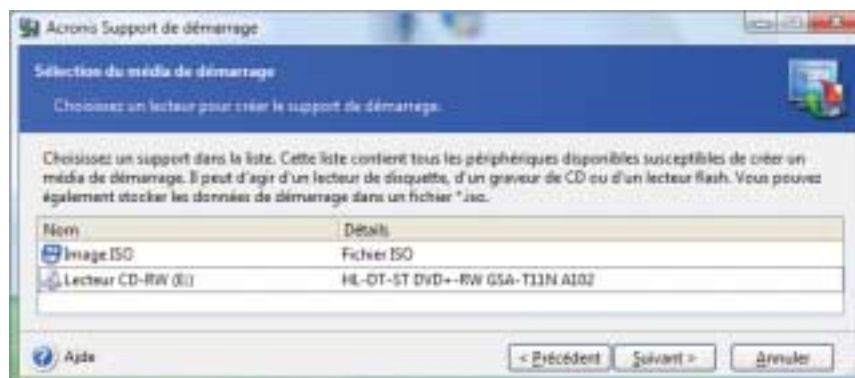 Acronis Support de démarrage
Sélection du média de démarrage
Choisissez un lecteur pour créer le support de démarrage.
Choisissez un support dans la liste. Cette liste contient tous les périphériques disponibles susceptibles de créer un
média de démarrage. Il peut d'agir d'un lecteur de disquette, d'un graveur de CD ou d'un lecteur flash. Vous pouvez
également stocker les données de démarrage dans un fichier *.iso.
Nom Détails
Image ISO Fichier ISO
Lecteur CD-RW (E:) HL-DT-ST DVD+-RW GSA-T11N A102
Aide < Précédent Suivant > Annuler